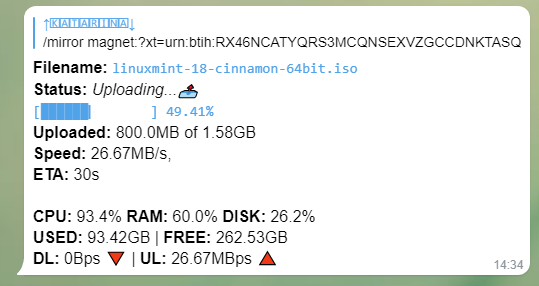 ↑🄺🄰🅃🄰🅁🄸🄽🄰↓
/mirror magnet:?xt=urn:btih:RX46NCATYQRS3MCQNSEXVZGCCDNKTASQ
Filename: linuxmint-18-cinnamon-64bit.iso
Status: Uploading...📤
[██████▌      ] 49.41%
Uploaded: 800.0MB of 1.58GB
Speed: 26.67MB/s,
ETA: 30s
CPU: 93.4% RAM: 60.0% DISK: 26.2%
USED: 93.42GB | FREE: 262.53GB
DL: 0Bps 🔻 | UL: 26.67MBps 🔺
14:34